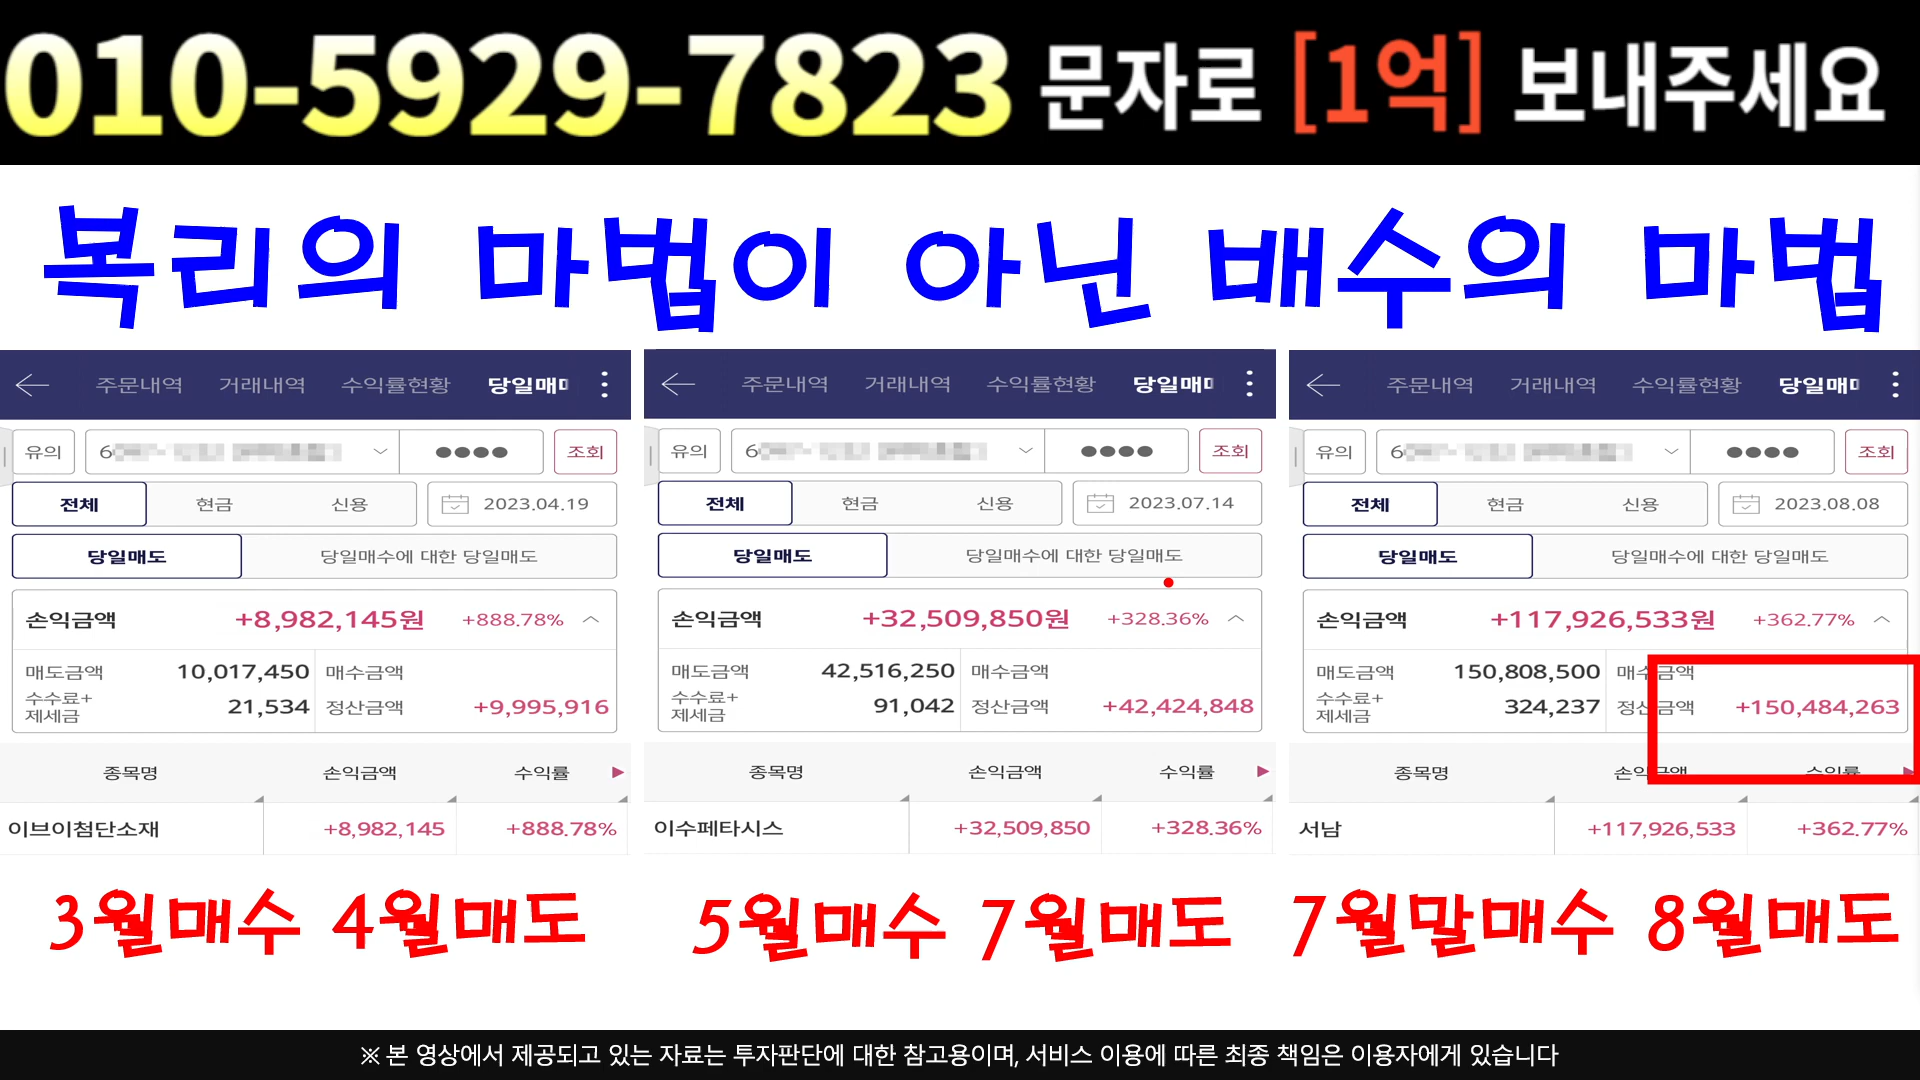 010-5929-7823 문자로 [1억] 보내주세요
복리의 마법이 아닌 배수의 마법
주문내역 거래내역 수익률현황 당일매
유의 6 ●●●● 조회
전체 현금 신용 2023.04.19
당일매도 당일매수에 대한 당일매도
손익금액 +8,982,145원 +888.78%
매도금액 10,017,450 매수금액
수수료+
제세금 21,534 정산금액 +9,995,916
종목명 손익금액 수익률
이브이첨단소재 +8,982,145 +888.78%
3월매수 4월매도
주문내역 거래내역 수익률현황 당일매
유의 6 ●●●● 조회
전체 현금 신용 2023.07.14
당일매도 당일매수에 대한 당일매도
손익금액 +32,509,850원 +328.36%
매도금액 42,516,250 매수금액
수수료+
제세금 91,042 정산금액 +42,424,848
종목명 손익금액 수익률
이수페타시스 +32,509,850 +328.36%
5월매수 7월매도
주문내역 거래내역 수익률현황 당일매
유의 6 ●●●● 조회
전체 현금 신용 2023.08.08
당일매도 당일매수에 대한 당일매도
손익금액 +117,926,533원 +362.77%
매도금액 150,808,500 매수금액
수수료+
제세금 324,237 정산금액 +150,484,263
종목명 손익금액 수익률
서남 +117,926,533 +362.77%
7월말매수 8월매도
※ 본 영상에서 제공되고 있는 자료는 투자판단에 대한 참고용이며, 서비스 이용에 따른 최종 책임은 이용자에게 있습니다